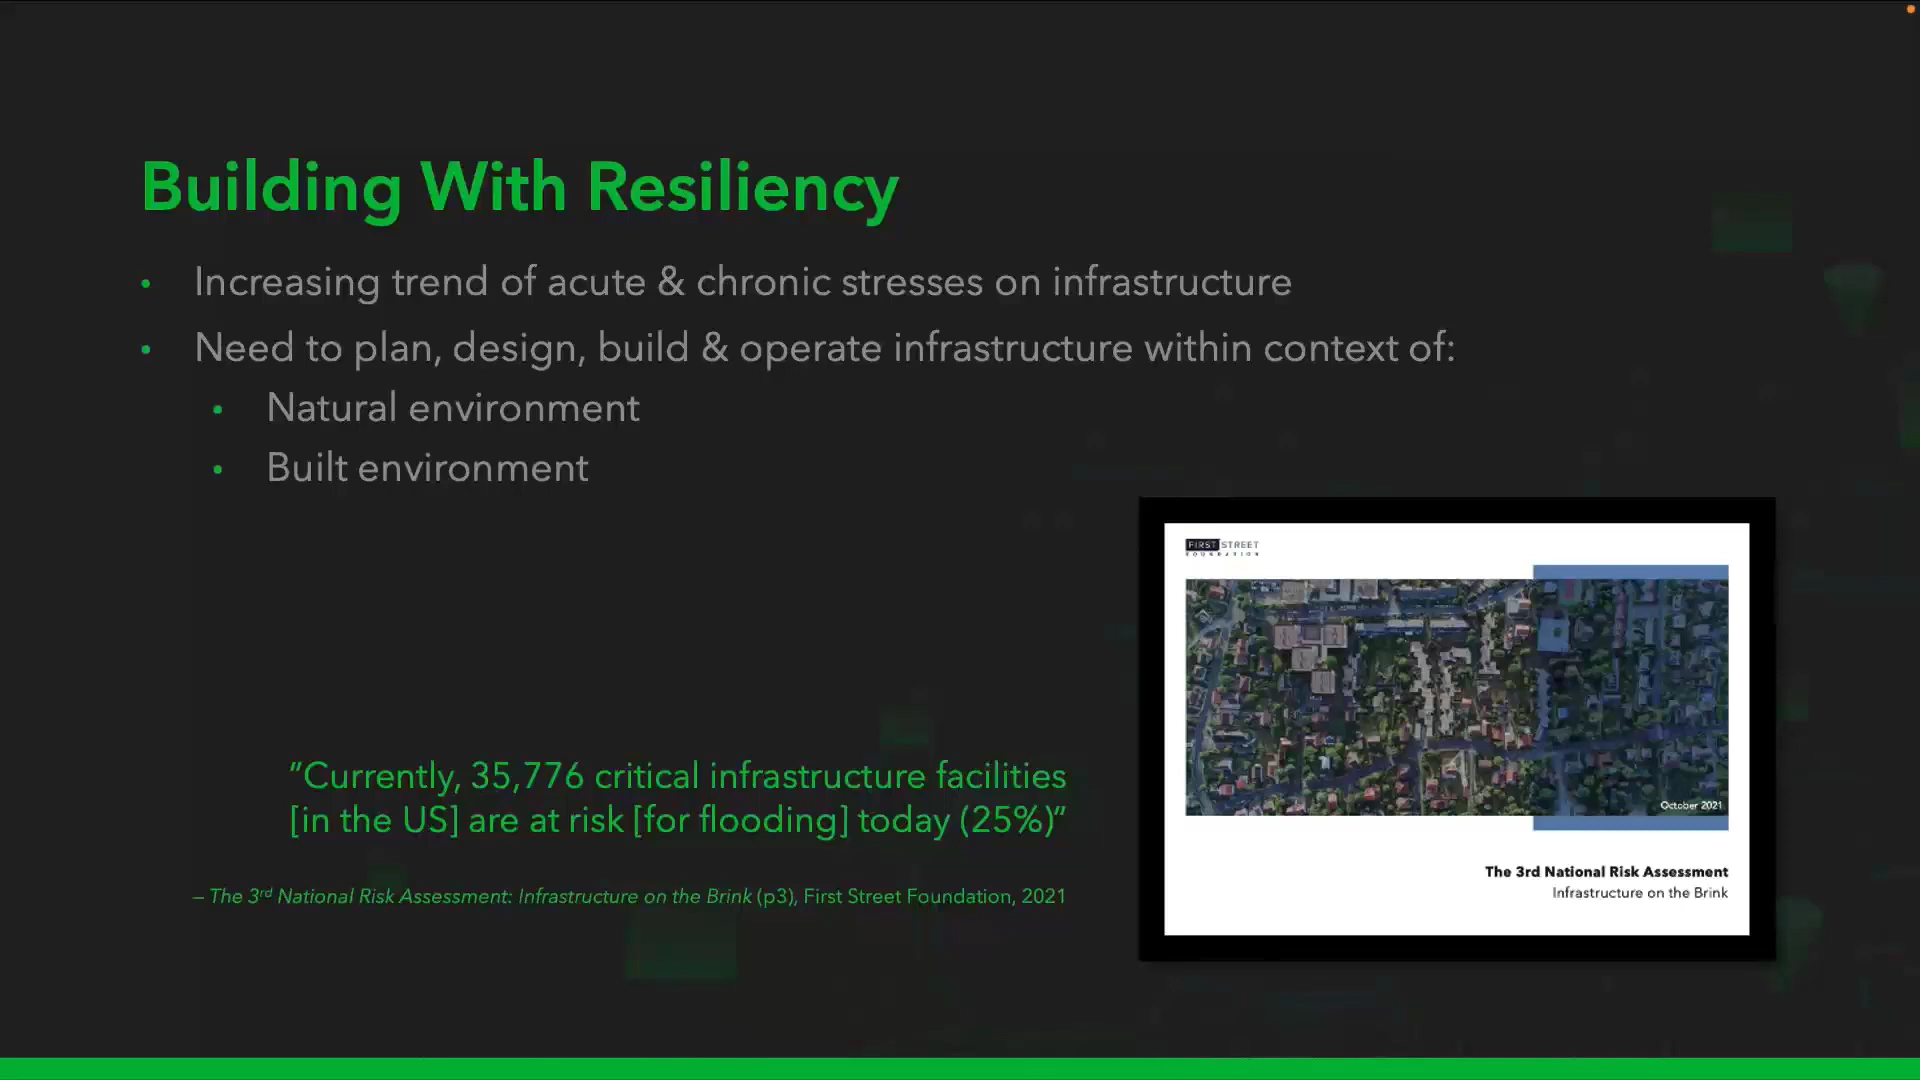 Building With Resiliency
• Increasing trend of acute & chronic stresses on infrastructure
• Need to plan, design, build & operate infrastructure within context of:
• Natural environment
• Built environment
"Currently, 35,776 critical infrastructure facilities
[in the US] are at risk [for flooding] today (25%)"
– The 3rd National Risk Assessment: Infrastructure on the Brink (p3), First Street Foundation, 2021
FIRST STREET
FOUNDATION
October 2021
The 3rd National Risk Assessment
Infrastructure on the Brink